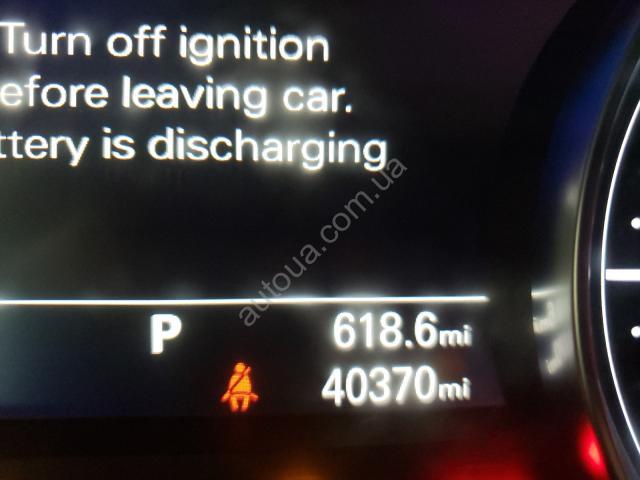 Turn off ignition
efore leaving car.
ttery is discharging
autoua.com.ua
P
618.6mi
40370mi